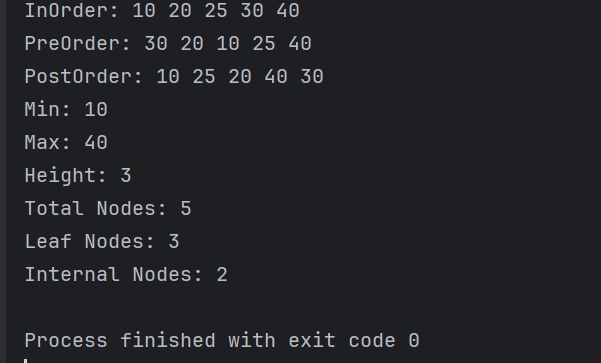 InOrder: 10 20 25 30 40
PreOrder: 30 20 10 25 40
PostOrder: 10 25 20 40 30
Min: 10
Max: 40
Height: 3
Total Nodes: 5
Leaf Nodes: 3
Internal Nodes: 2
Process finished with exit code 0